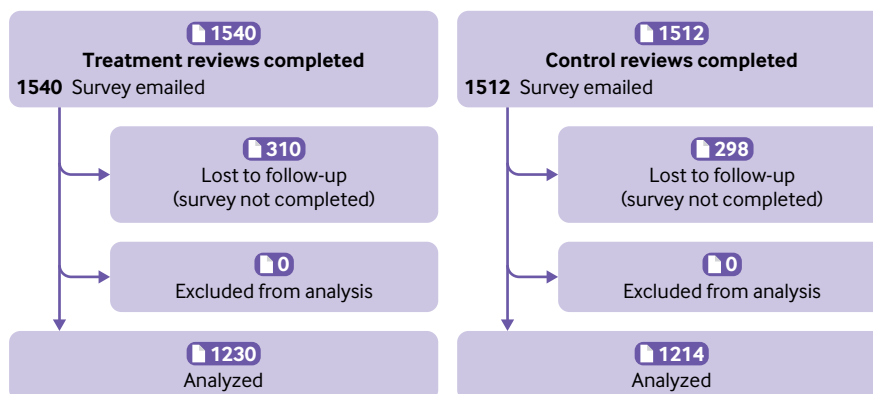 1540
Treatment reviews completed
1540 Survey emailed
310
Lost to follow-up
(survey not completed)
0
Excluded from analysis
1230
Analyzed
1512
Control reviews completed
1512 Survey emailed
298
Lost to follow-up
(survey not completed)
0
Excluded from analysis
1214
Analyzed